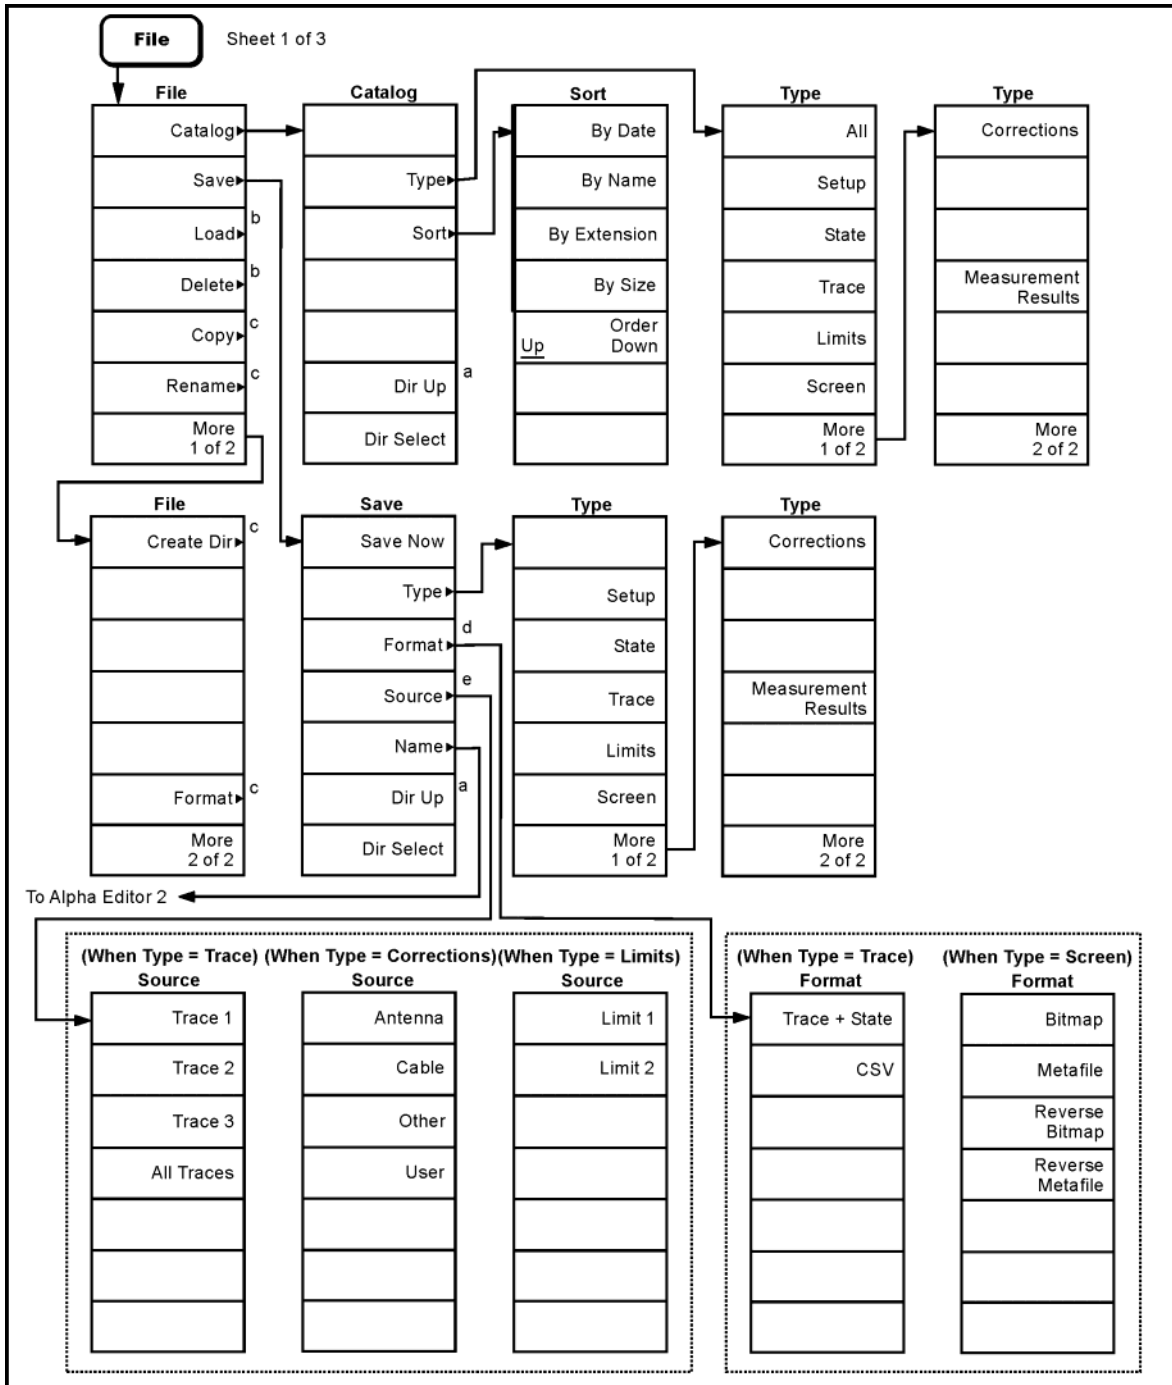 File
Sheet 1 of 3
File
Catalog
Save
Load
b
Delete
b
Copy
c
Rename
c
More
1 of 2
Catalog
Type
Sort
Dir Up
a
Dir Select
Sort
By Date
By Name
By Extension
By Size
Order
Up Down
Type
All
Setup
State
Trace
Limits
Screen
More
1 of 2
Type
Corrections
Measurement
Results
More
2 of 2
File
Create Dir
c
Format
c
More
2 of 2
Save
Save Now
Type
Format
d
Source
e
Name
Dir Up
a
Dir Select
Type
Setup
State
Trace
Limits
Screen
More
1 of 2
Type
Corrections
Measurement
Results
More
2 of 2
To Alpha Editor 2
(When Type = Trace)
Source
Trace 1
Trace 2
Trace 3
All Traces
(When Type = Corrections)
Source
Antenna
Cable
Other
User
(When Type = Limits)
Source
Limit 1
Limit 2
(When Type = Trace)
Format
Trace + State
CSV
(When Type = Screen)
Format
Bitmap
Metafile
Reverse
Bitmap
Reverse
Metafile